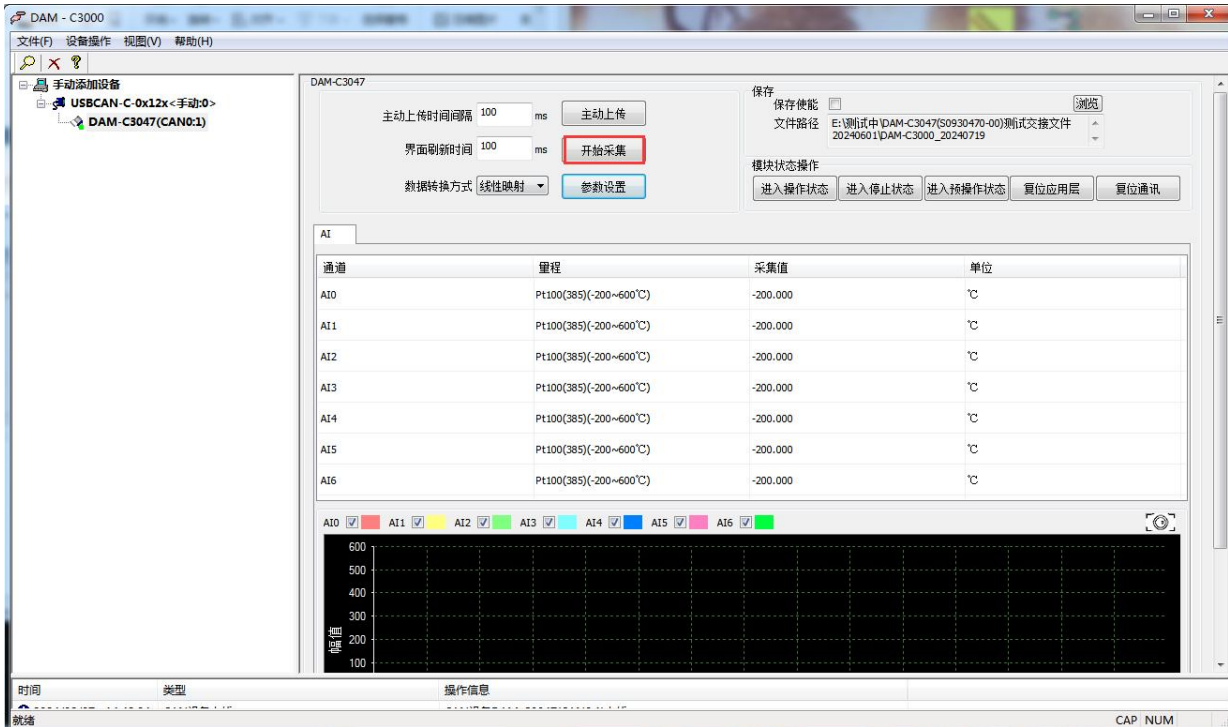 DAM - C3000
文件(F) 设备操作 视图(V) 帮助(H)
手动添加设备
USBCAN-C-0x12x<手动:0>
DAM-C3047(CAN0:1)
DAM-C3047
主动上传时间间隔 100 ms 主动上传
界面刷新时间 100 ms 开始采集
数据转换方式 线性映射 参数设置
保存
保存使能 浏览
文件路径 E:\测试中\DAM-C3047(S0930470-00)测试交接文件
20240601\DAM-C3000_20240719
模块状态操作
进入操作状态 进入停止状态 进入预操作状态 复位应用层 复位通讯
AI
通道 量程 采集值 单位
AI0 Pt100(385)(-200~600℃) -200.000 ℃
AI1 Pt100(385)(-200~600℃) -200.000 ℃
AI2 Pt100(385)(-200~600℃) -200.000 ℃
AI3 Pt100(385)(-200~600℃) -200.000 ℃
AI4 Pt100(385)(-200~600℃) -200.000 ℃
AI5 Pt100(385)(-200~600℃) -200.000 ℃
AI6 Pt100(385)(-200~600℃) -200.000 ℃
AI0 AI1 AI2 AI3 AI4 AI5 AI6
600
500
400
300
200
100
幅值
时间 类型 操作信息
就绪 CAP NUM